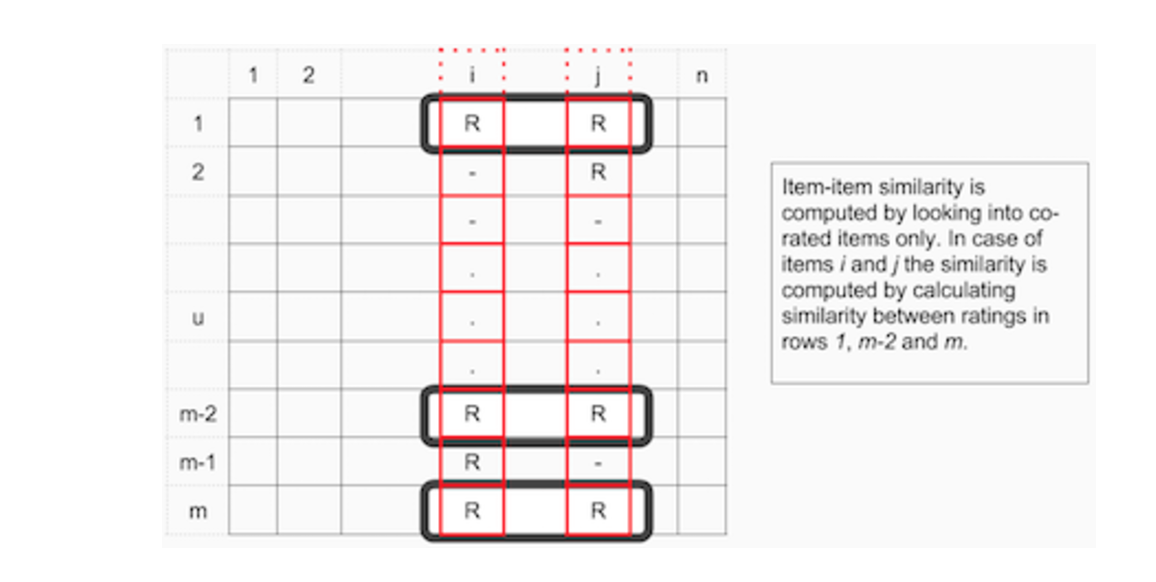 1 2 i j n
1 R R
2 - R
- -
. .
u . .
. .
m-2 R R
m-1 R -
m R R
Item-item similarity is
computed by looking into co-
rated items only. In case of
items i and j the similarity is
computed by calculating
similarity between ratings in
rows 1, m-2 and m.